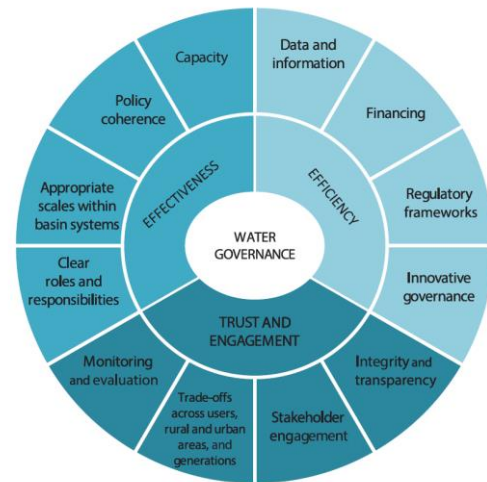 WATER
GOVERNANCE
EFFECTIVENESS
EFFICIENCY
TRUST AND
ENGAGEMENT
Capacity
Policy
coherence
Appropriate
scales within
basin systems
Clear
roles and
responsibilities
Data and
information
Financing
Regulatory
frameworks
Innovative
governance
Integrity and
transparency
Stakeholder
engagement
Trade-offs
across users,
rural and urban
areas, and
generations
Monitoring
and evaluation